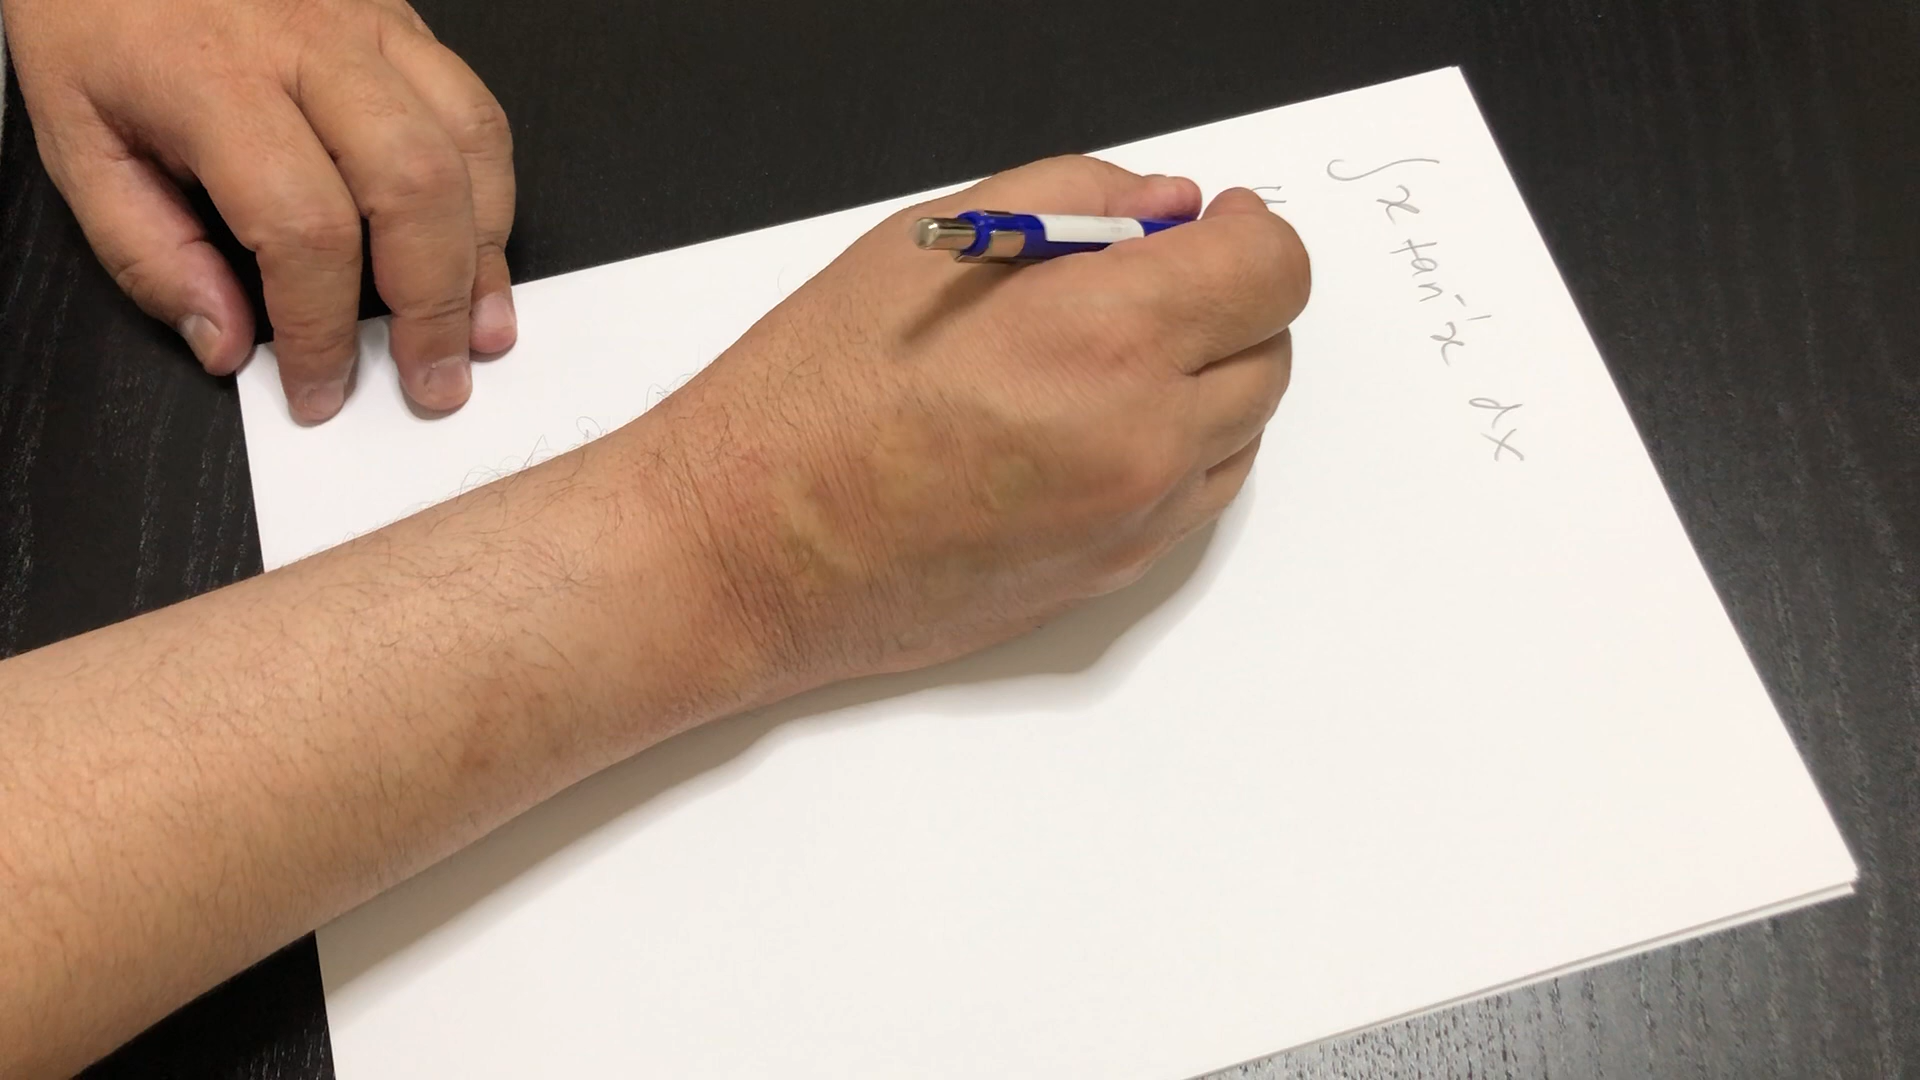 ∫ x tan⁻¹x dx